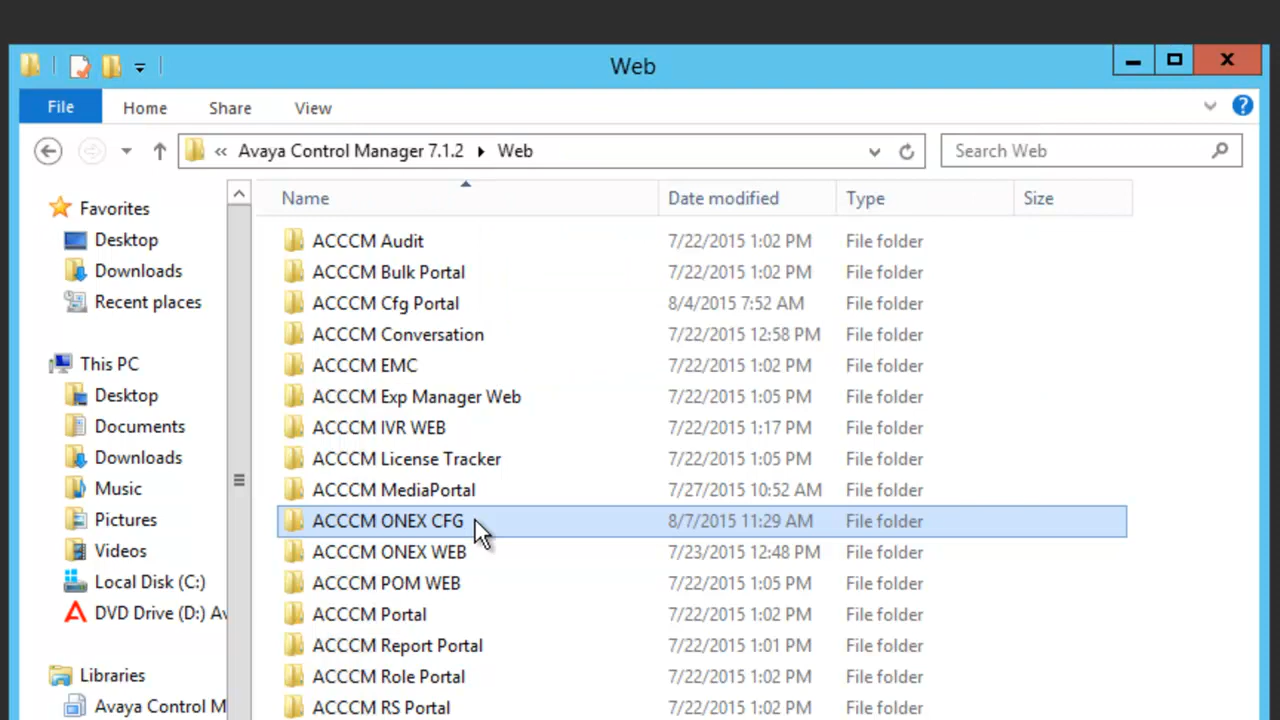 Web
File Home Share View
« Avaya Control Manager 7.1.2 Web Search Web
Name Date modified Type Size
Favorites
Desktop
Downloads
Recent places
This PC
Desktop
Documents
Downloads
Music
Pictures
Videos
Local Disk (C:)
DVD Drive (D:) Av
Libraries
Avaya Control M
ACCCM Audit 7/22/2015 1:02 PM File folder
ACCCM Bulk Portal 7/22/2015 1:02 PM File folder
ACCCM Cfg Portal 8/4/2015 7:52 AM File folder
ACCCM Conversation 7/22/2015 12:58 PM File folder
ACCCM EMC 7/22/2015 1:02 PM File folder
ACCCM Exp Manager Web 7/22/2015 1:05 PM File folder
ACCCM IVR WEB 7/22/2015 1:17 PM File folder
ACCCM License Tracker 7/22/2015 1:05 PM File folder
ACCCM MediaPortal 7/27/2015 10:52 AM File folder
ACCCM ONEX CFG 8/7/2015 11:29 AM File folder
ACCCM ONEX WEB 7/23/2015 12:48 PM File folder
ACCCM POM WEB 7/22/2015 1:05 PM File folder
ACCCM Portal 7/22/2015 1:02 PM File folder
ACCCM Report Portal 7/22/2015 1:01 PM File folder
ACCCM Role Portal 7/22/2015 1:02 PM File folder
ACCCM RS Portal 7/22/2015 1:02 PM File folder